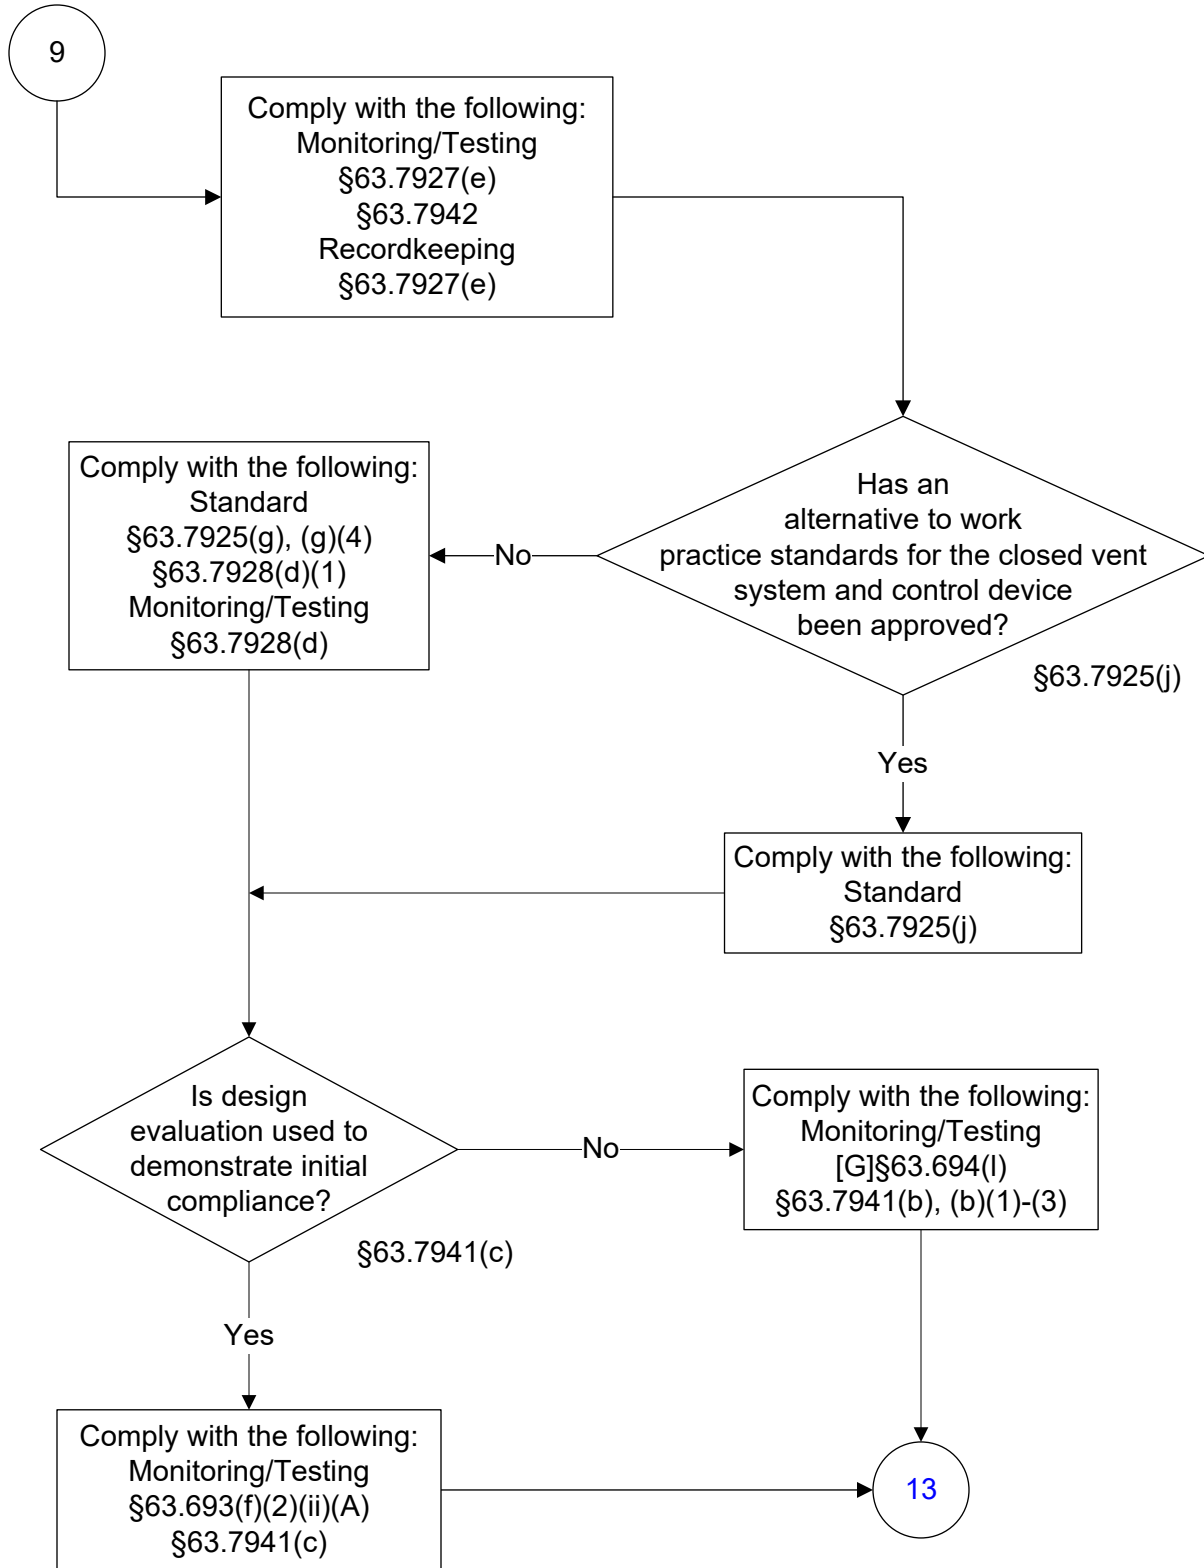 9
Comply with the following:
Monitoring/Testing
§63.7927(e)
§63.7942
Recordkeeping
§63.7927(e)
Has an
alternative to work
practice standards for the closed vent
system and control device
been approved?
§63.7925(j)
No
Comply with the following:
Standard
§63.7925(g), (g)(4)
§63.7928(d)(1)
Monitoring/Testing
§63.7928(d)
Yes
Comply with the following:
Standard
§63.7925(j)
Is design
evaluation used to
demonstrate initial
compliance?
§63.7941(c)
No
Comply with the following:
Monitoring/Testing
[G]§63.694(l)
§63.7941(b), (b)(1)-(3)
Yes
Comply with the following:
Monitoring/Testing
§63.693(f)(2)(ii)(A)
§63.7941(c)
13